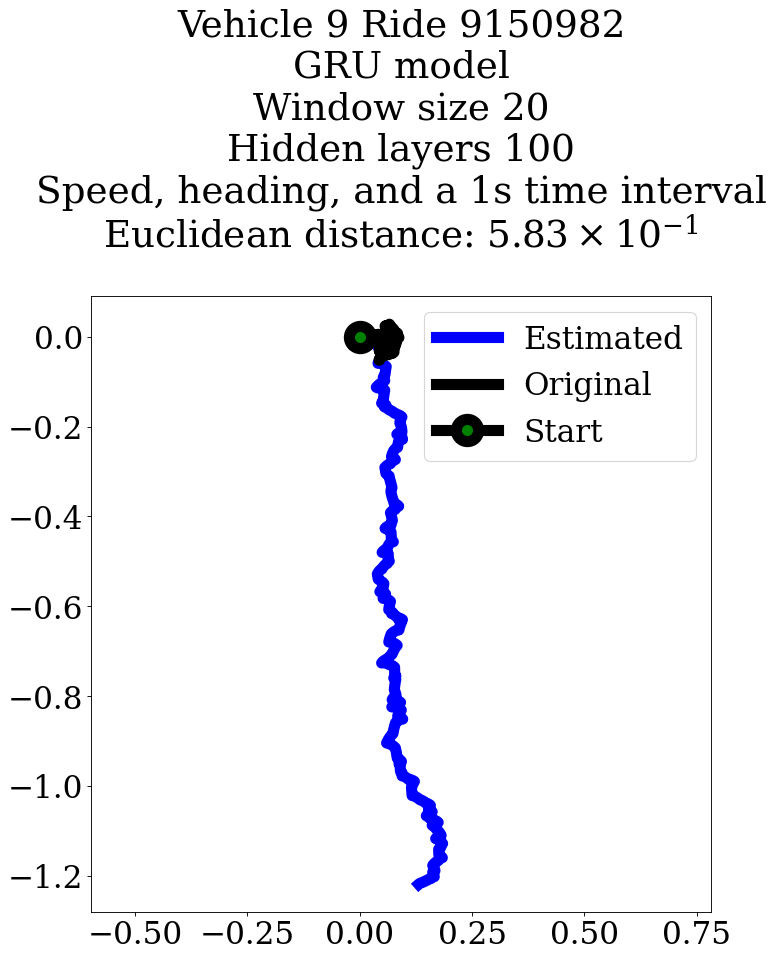 Vehicle 9 Ride 9150982
GRU model
Window size 20
Hidden layers 100
Speed, heading, and a 1s time interval
Euclidean distance: 5.83 × 10⁻¹
Estimated
Original
Start
0.0
−0.2
−0.4
−0.6
−0.8
−1.0
−1.2
−0.50 −0.25 0.00 0.25 0.50 0.75